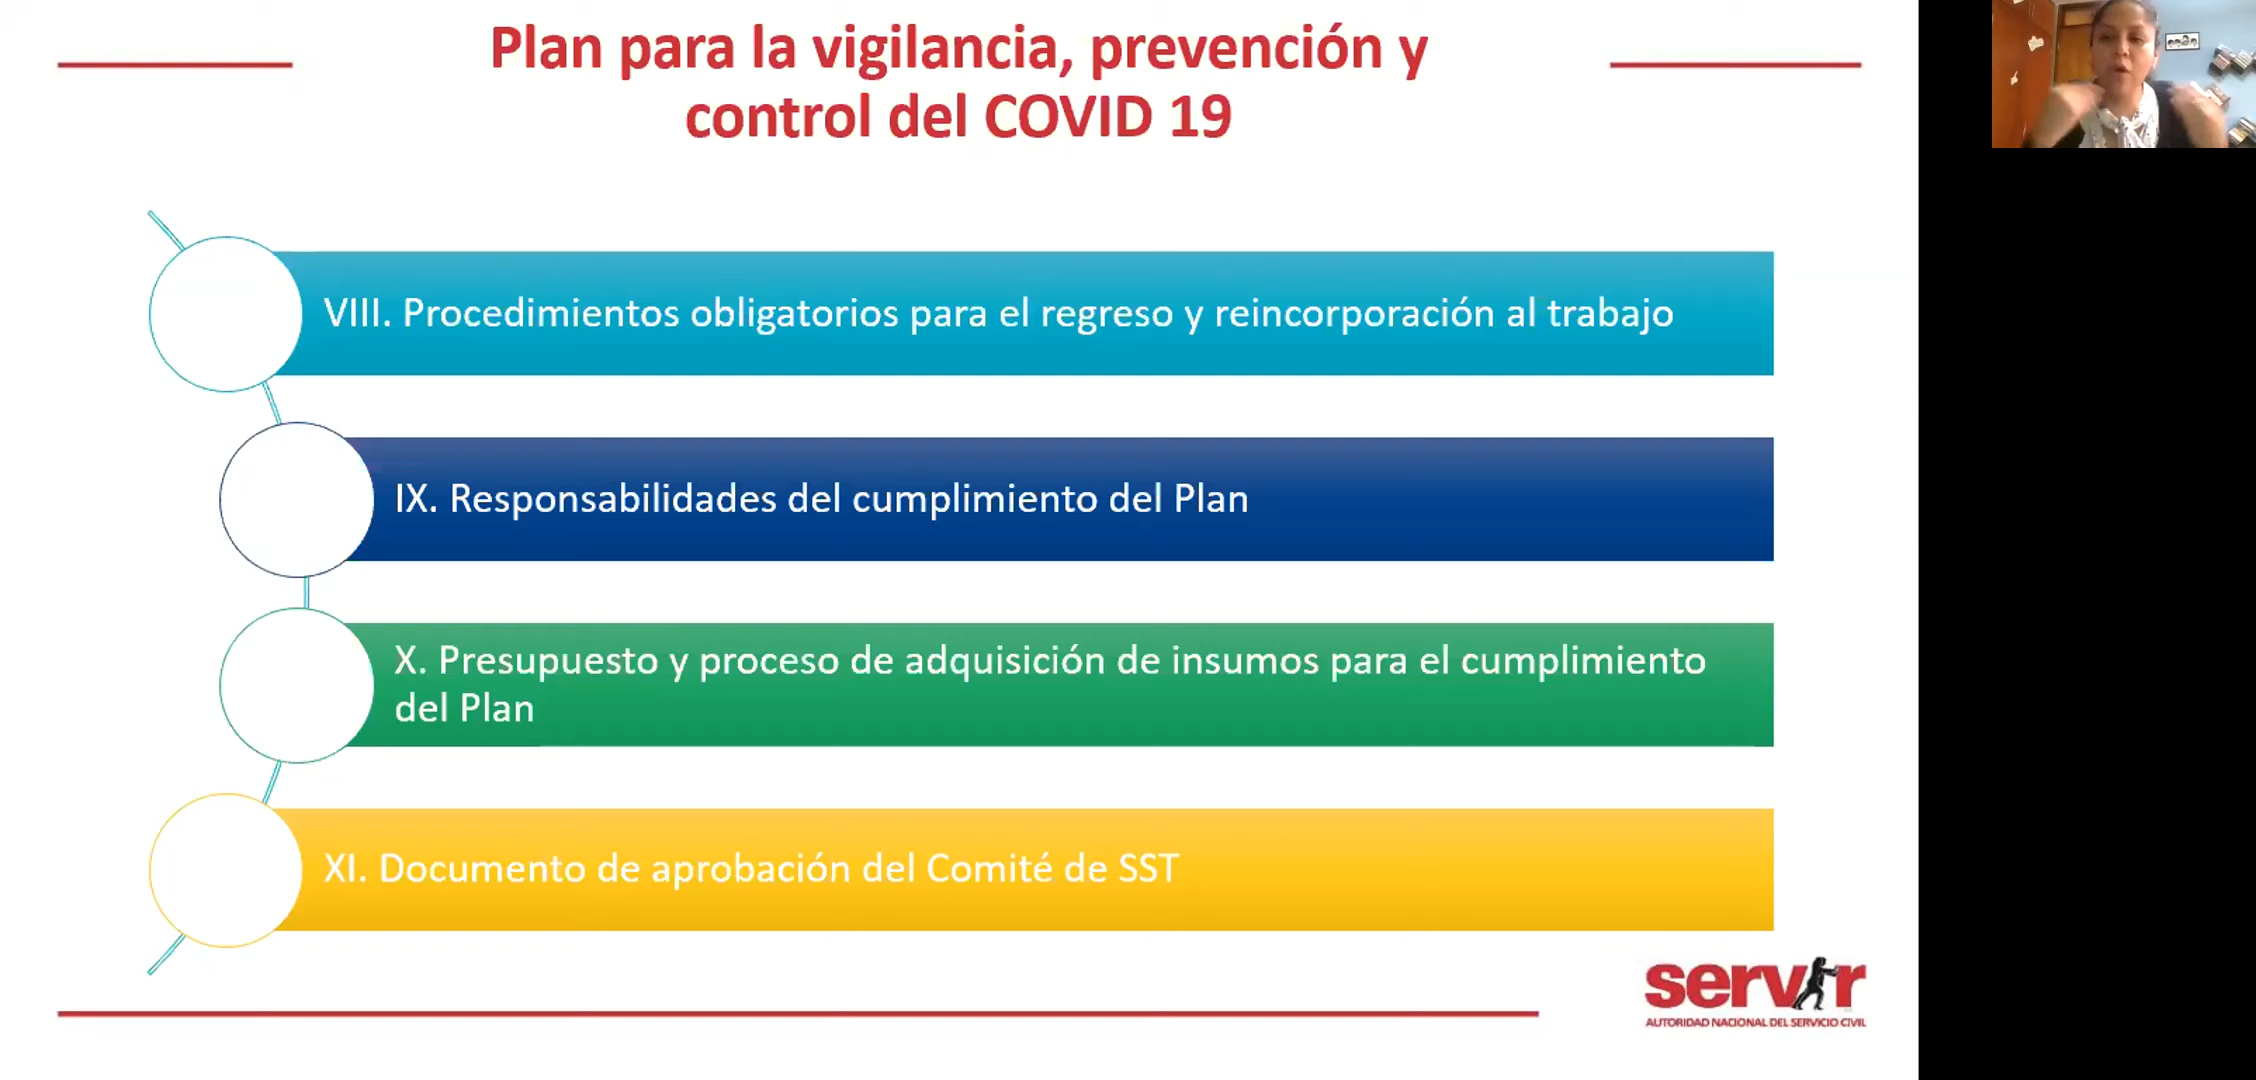 Plan para la vigilancia, prevención y
control del COVID 19
VIII. Procedimientos obligatorios para el regreso y reincorporación al trabajo
IX. Responsabilidades del cumplimiento del Plan
X. Presupuesto y proceso de adquisición de insumos para el cumplimiento
del Plan
XI. Documento de aprobación del Comité de SST
servir
AUTORIDAD NACIONAL DEL SERVICIO CIVIL